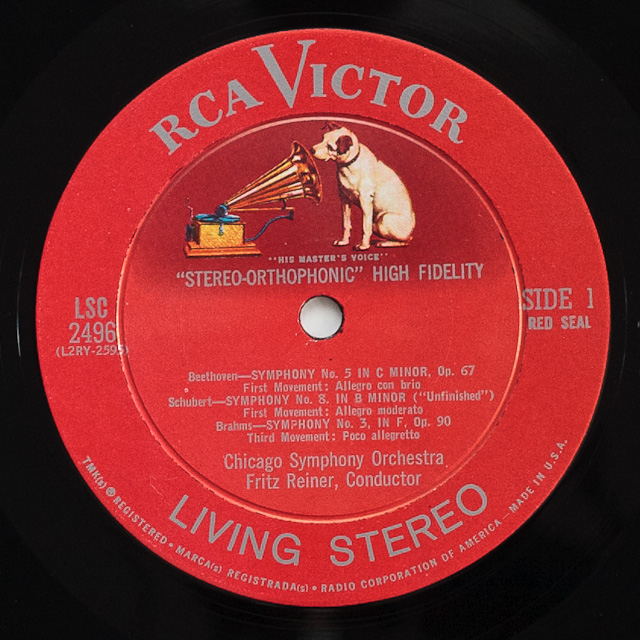 RCA VICTOR
"HIS MASTER'S VOICE"
"STEREO-ORTHOPHONIC" HIGH FIDELITY
LSC
2496
(L2RY-2595)
SIDE 1
RED SEAL
Beethoven—SYMPHONY No. 5 IN C MINOR, Op. 67
First Movement: Allegro con brio
Schubert—SYMPHONY No. 8, IN B MINOR ("Unfinished")
First Movement: Allegro moderato
Brahms—SYMPHONY No. 3, IN F, Op. 90
Third Movement: Poco allegretto
Chicago Symphony Orchestra
Fritz Reiner, Conductor
LIVING STEREO
TMK(s) ® REGISTERED • MARCA(s) REGISTRADA(s) • RADIO CORPORATION OF AMERICA—MADE IN U.S.A.